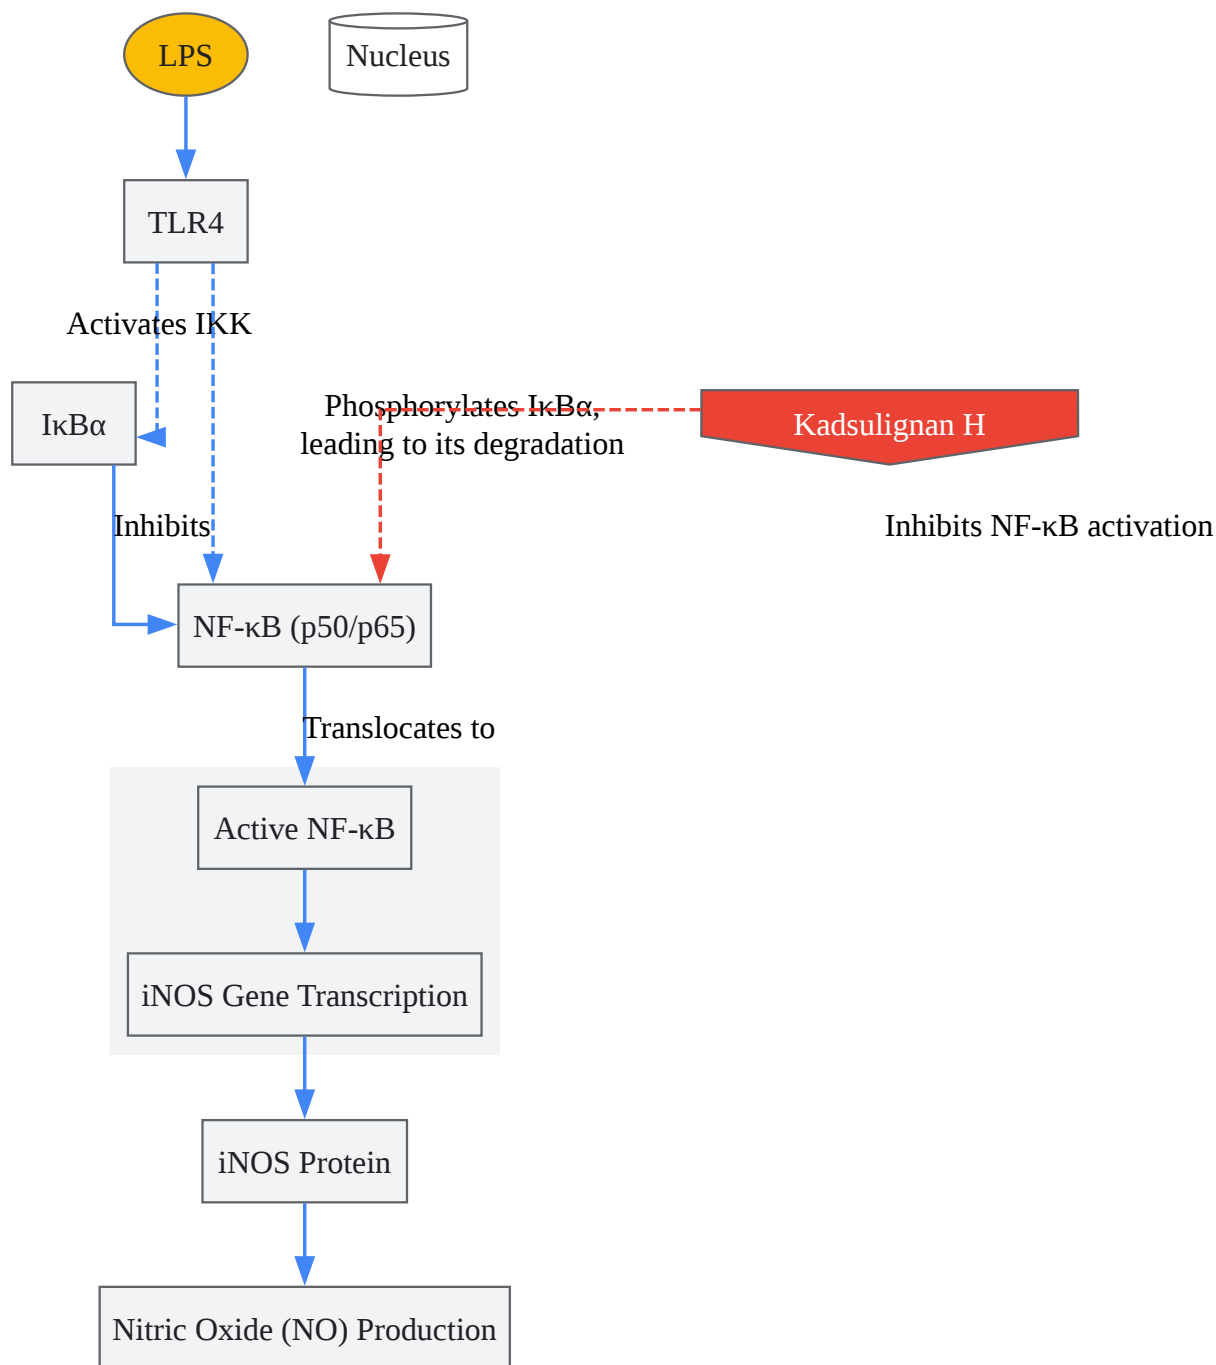 LPS
Nucleus
TLR4
Activates IKK
IκBα
Phosphorylates IκBα,
leading to its degradation
Kadsulignan H
Inhibits
Inhibits NF-κB activation
NF-κB (p50/p65)
Translocates to
Active NF-κB
iNOS Gene Transcription
iNOS Protein
Nitric Oxide (NO) Production